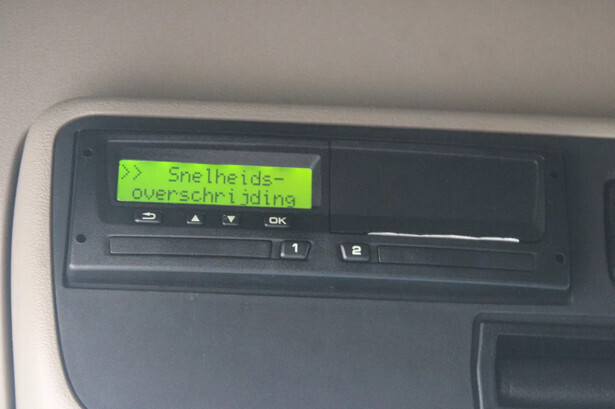 >> Snelheids-
overschrijding
OK
1
2